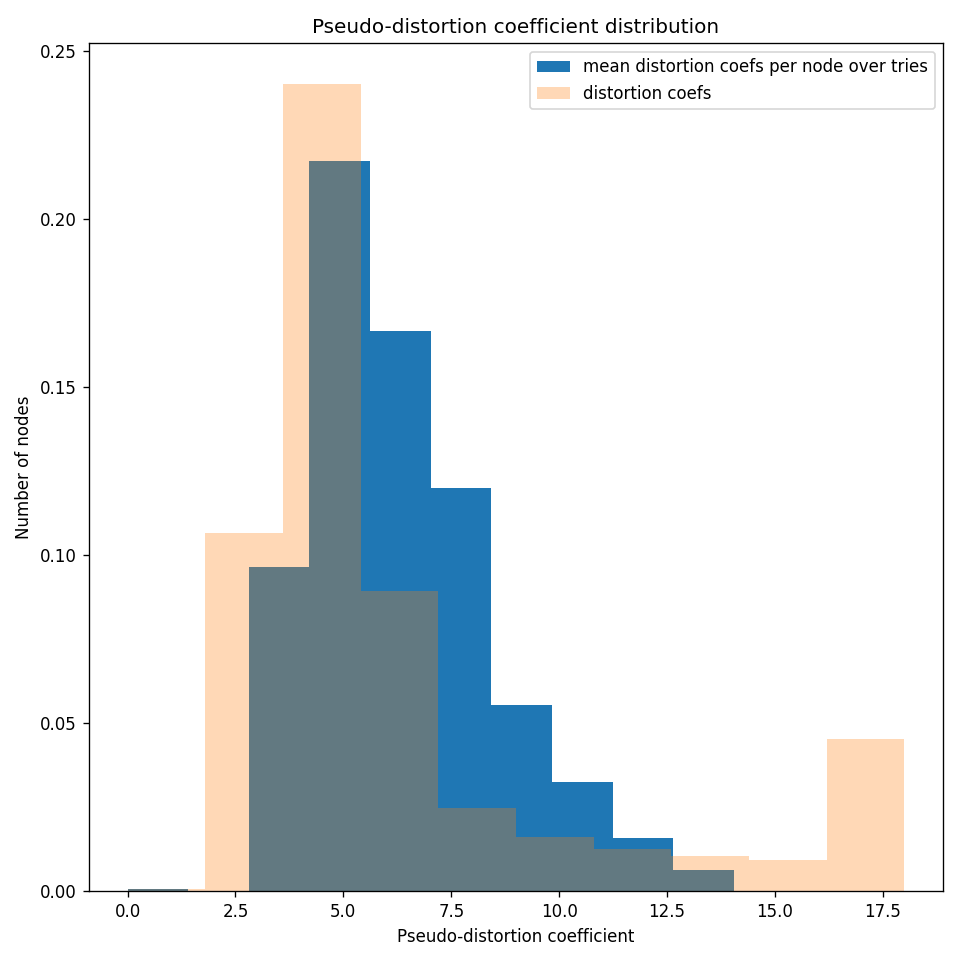 Pseudo-distortion coefficient distribution
mean distortion coefs per node over tries
distortion coefs
Number of nodes
0.25
0.20
0.15
0.10
0.05
0.00
0.0 2.5 5.0 7.5 10.0 12.5 15.0 17.5
Pseudo-distortion coefficient